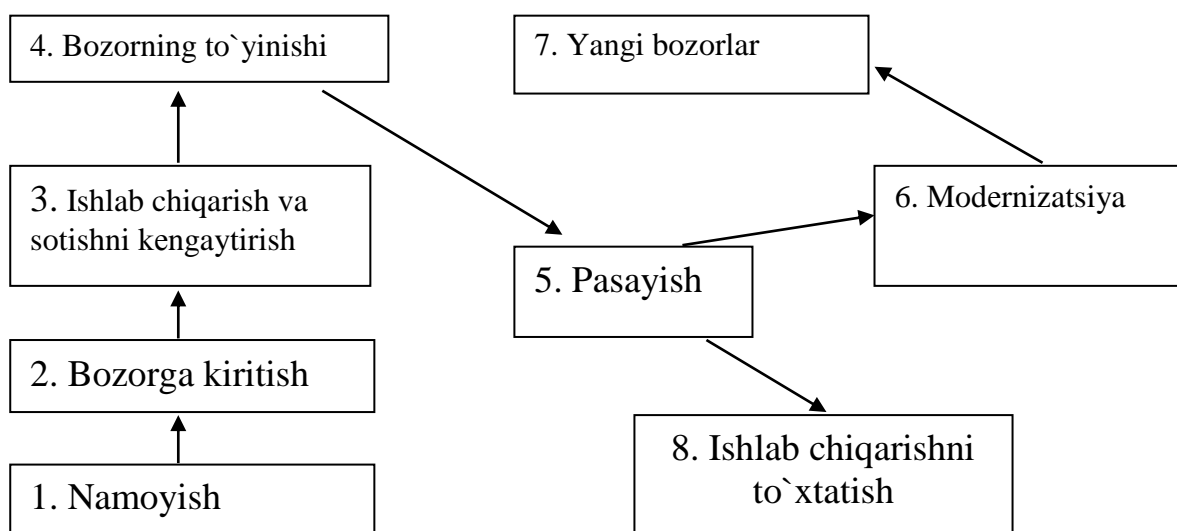 4. Bozorning to`yinishi
7. Yangi bozorlar
3. Ishlab chiqarish va
sotishni kengaytirish
6. Modernizatsiya
5. Pasayish
2. Bozorga kiritish
8. Ishlab chiqarishni
to`xtatish
1. Namoyish